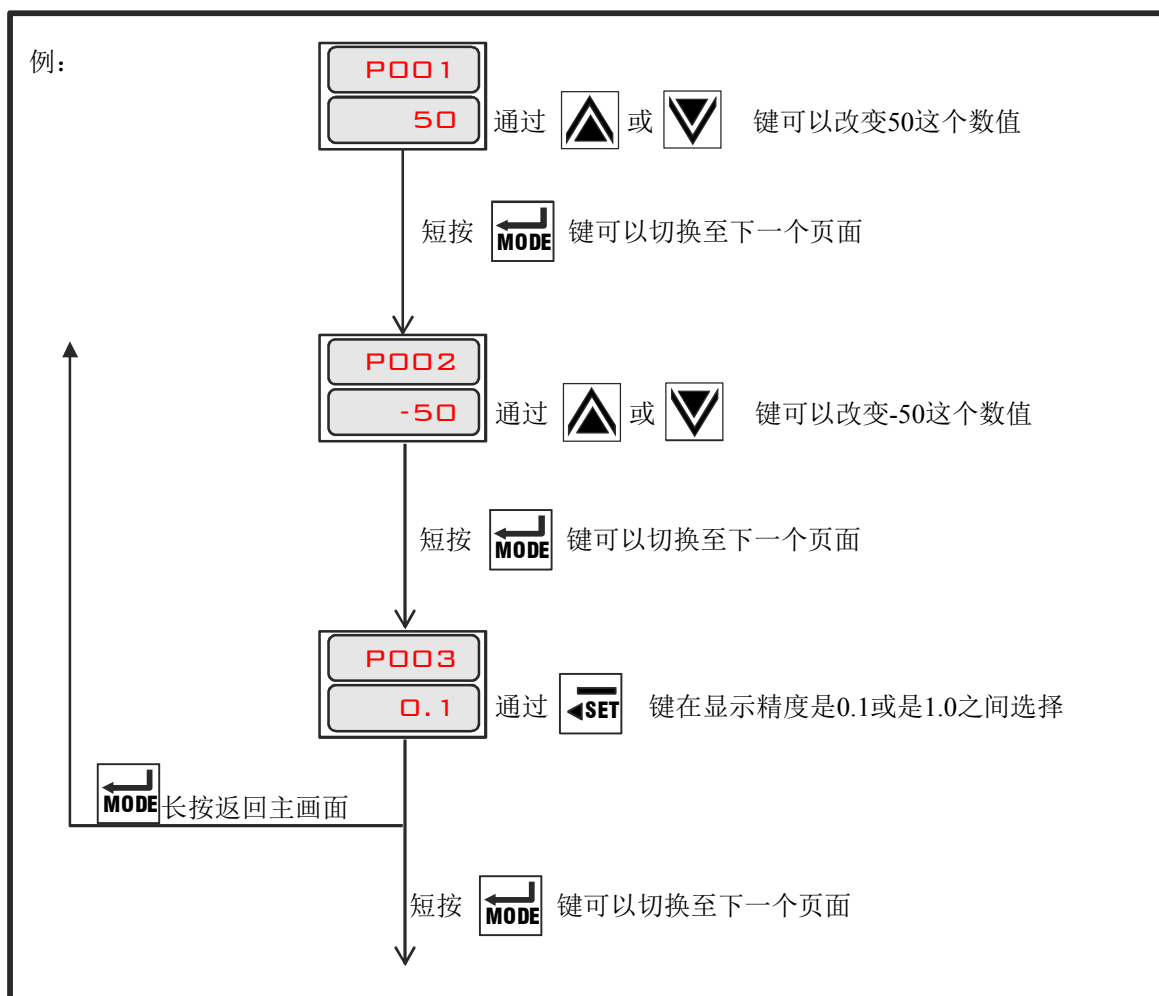 例：
P001
50 通过 或 键可以改变50这个数值
短按 MODE 键可以切换至下一个页面
P002
-50 通过 或 键可以改变-50这个数值
短按 MODE 键可以切换至下一个页面
P003
0.1 通过 SET 键在显示精度是0.1或是1.0之间选择
MODE 长按返回主画面
短按 MODE 键可以切换至下一个页面